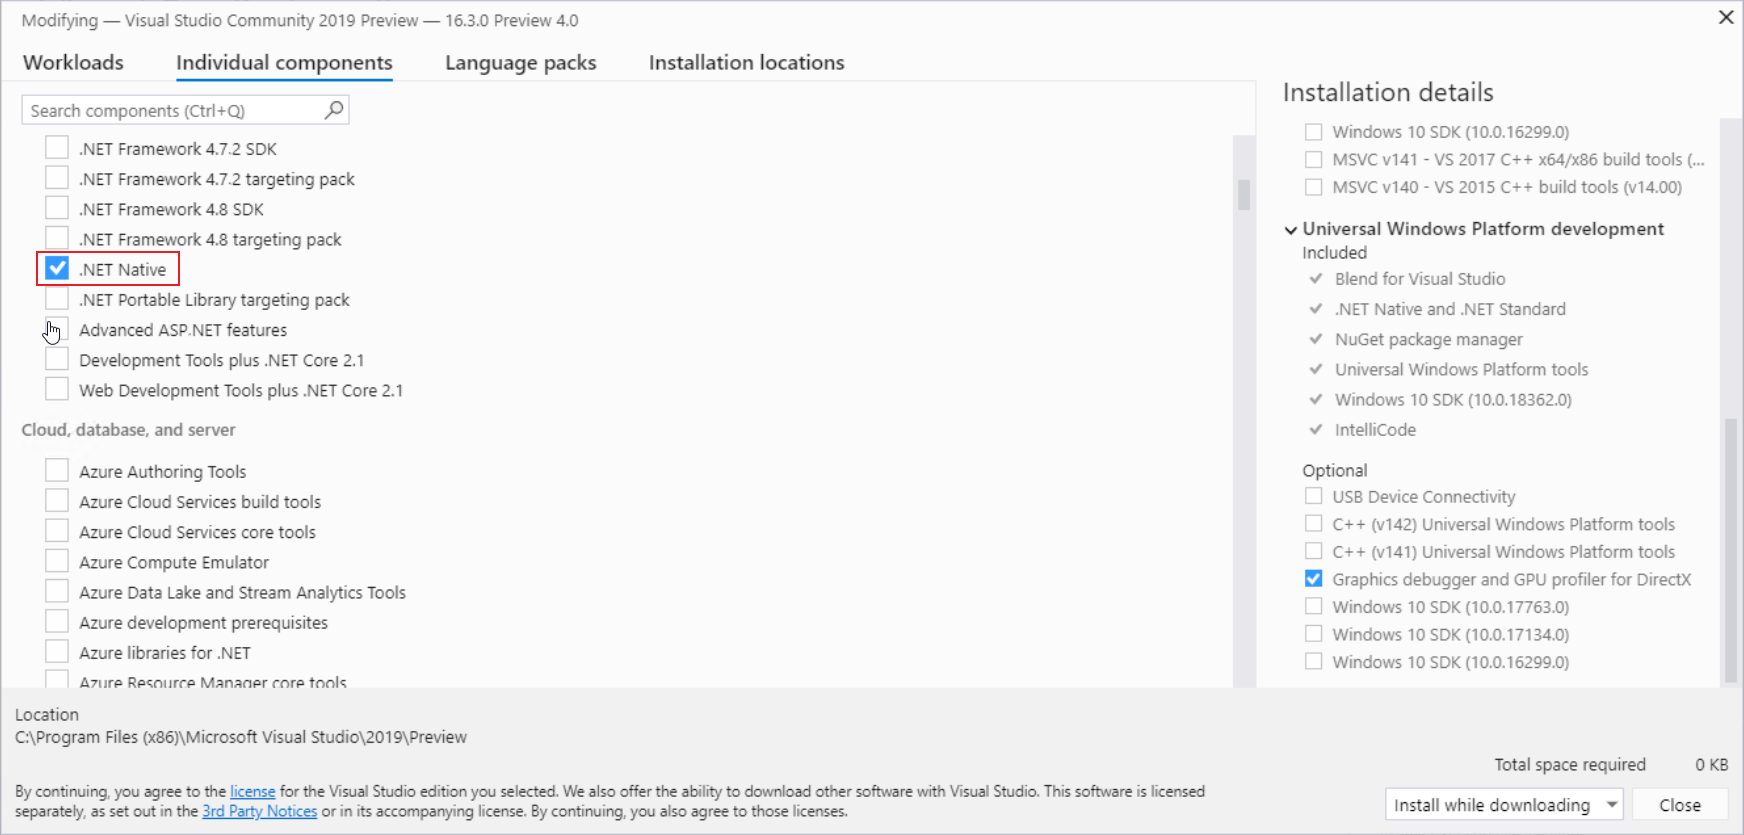 Modifying — Visual Studio Community 2019 Preview — 16.3.0 Preview 4.0
Workloads
Individual components
Language packs
Installation locations
Search components (Ctrl+Q)
.NET Framework 4.7.2 SDK
.NET Framework 4.7.2 targeting pack
.NET Framework 4.8 SDK
.NET Framework 4.8 targeting pack
.NET Native
.NET Portable Library targeting pack
Advanced ASP.NET features
Development Tools plus .NET Core 2.1
Web Development Tools plus .NET Core 2.1
Cloud, database, and server
Azure Authoring Tools
Azure Cloud Services build tools
Azure Cloud Services core tools
Azure Compute Emulator
Azure Data Lake and Stream Analytics Tools
Azure development prerequisites
Azure libraries for .NET
Azure Resource Manager core tools
Installation details
Windows 10 SDK (10.0.16299.0)
MSVC v141 - VS 2017 C++ x64/x86 build tools (...
MSVC v140 - VS 2015 C++ build tools (v14.00)
Universal Windows Platform development
Included
Blend for Visual Studio
.NET Native and .NET Standard
NuGet package manager
Universal Windows Platform tools
Windows 10 SDK (10.0.18362.0)
IntelliCode
Optional
USB Device Connectivity
C++ (v142) Universal Windows Platform tools
C++ (v141) Universal Windows Platform tools
Graphics debugger and GPU profiler for DirectX
Windows 10 SDK (10.0.17763.0)
Windows 10 SDK (10.0.17134.0)
Windows 10 SDK (10.0.16299.0)
Location
C:\Program Files (x86)\Microsoft Visual Studio\2019\Preview
Total space required 0 KB
By continuing, you agree to the license for the Visual Studio edition you selected. We also offer the ability to download other software with Visual Studio. This software is licensed
separately, as set out in the 3rd Party Notices or in its accompanying license. By continuing, you also agree to those licenses.
Install while downloading
Close